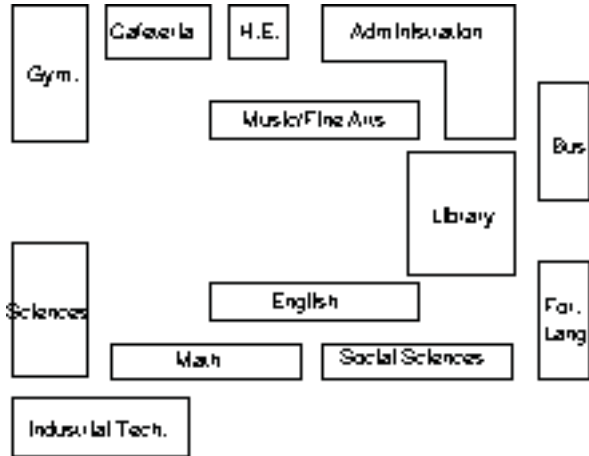 Cafeteria
H.E.
Administration
Gym.
Music/Fine Arts
Bus
Library
English
Sciences
For.
Lang
Math
Social Sciences
Industrial Tech.